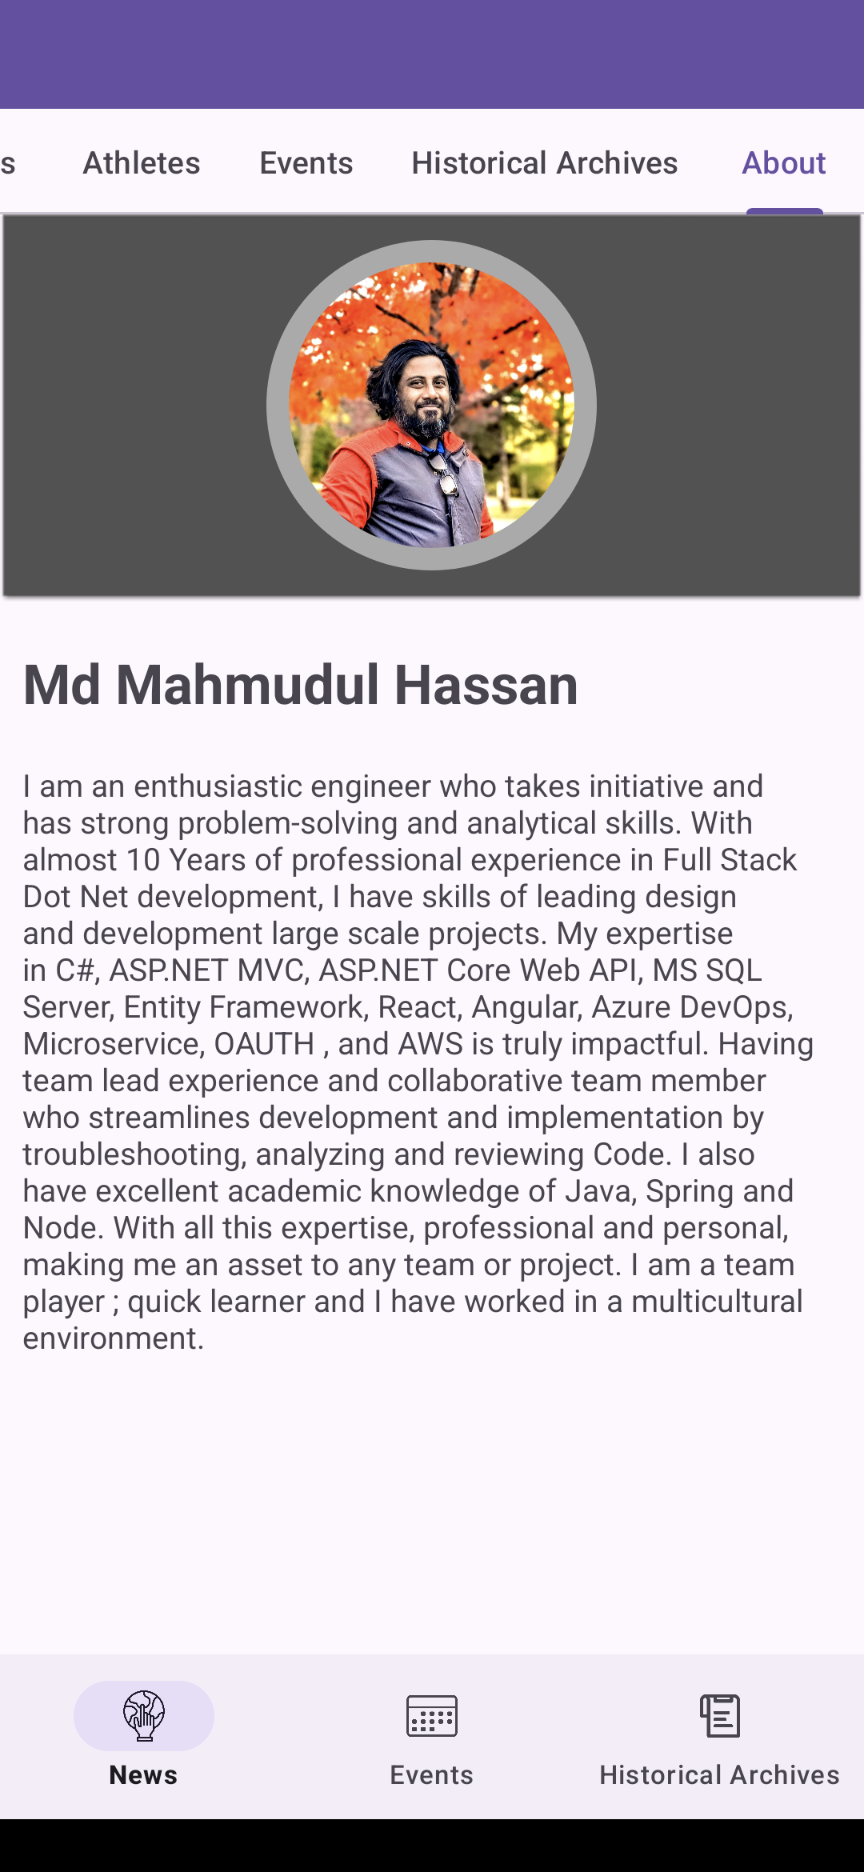 s Athletes Events Historical Archives About
Md Mahmudul Hassan
I am an enthusiastic engineer who takes initiative and
has strong problem-solving and analytical skills. With
almost 10 Years of professional experience in Full Stack
Dot Net development, I have skills of leading design
and development large scale projects. My expertise
in C#, ASP.NET MVC, ASP.NET Core Web API, MS SQL
Server, Entity Framework, React, Angular, Azure DevOps,
Microservice, OAUTH , and AWS is truly impactful. Having
team lead experience and collaborative team member
who streamlines development and implementation by
troubleshooting, analyzing and reviewing Code. I also
have excellent academic knowledge of Java, Spring and
Node. With all this expertise, professional and personal,
making me an asset to any team or project. I am a team
player ; quick learner and I have worked in a multicultural
environment.
News Events Historical Archives